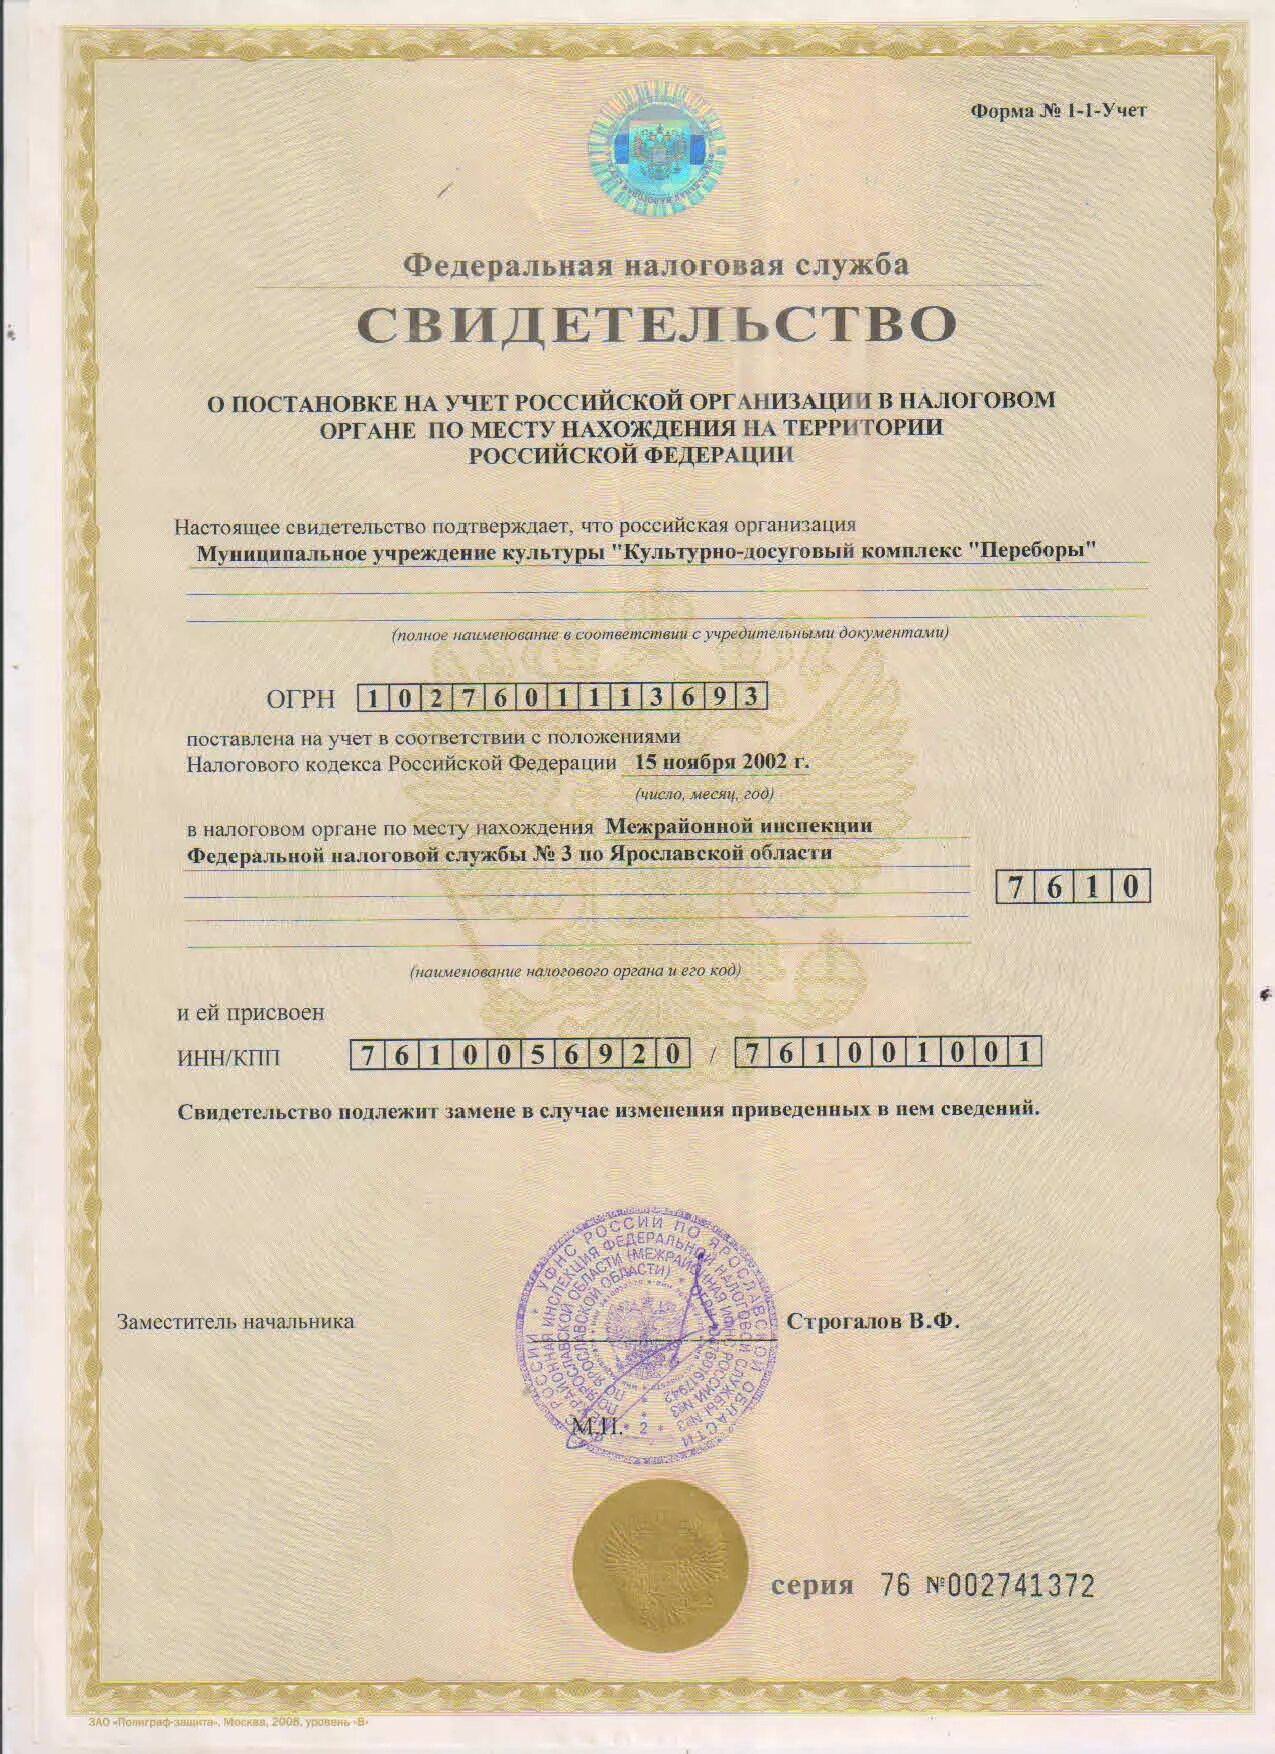 Форма № 1-1-Учет
Федеральная налоговая служба
СВИДЕТЕЛЬСТВО
О ПОСТАНОВКЕ НА УЧЕТ РОССИЙСКОЙ ОРГАНИЗАЦИИ В НАЛОГОВОМ
ОРГАНЕ ПО МЕСТУ НАХОЖДЕНИЯ НА ТЕРРИТОРИИ
РОССИЙСКОЙ ФЕДЕРАЦИИ
Настоящее свидетельство подтверждает, что российская организация
Муниципальное учреждение культуры "Культурно-досуговый комплекс "Переборы"
(полное наименование в соответствии с учредительными документами)
ОГРН 1027601113693
поставлена на учет в соответствии с положениями
Налогового кодекса Российской Федерации 15 ноября 2002 г.
(число, месяц, год)
в налоговом органе по месту нахождения Межрайонной инспекции
Федеральной налоговой службы № 3 по Ярославской области
7610
(наименование налогового органа и его код)
и ей присвоен
ИНН/КПП 7610056920 / 761001001
Свидетельство подлежит замене в случае изменения приведенных в нем сведений.
УФНС РОССИИ ПО ЯРОСЛАВСКОЙ ОБЛАСТИ
Заместитель начальника
Строгалов В.Ф.
М.П.
серия 76 №002741372
ЗАО «Полиграф-защита», Москва, 2008, уровень «В»